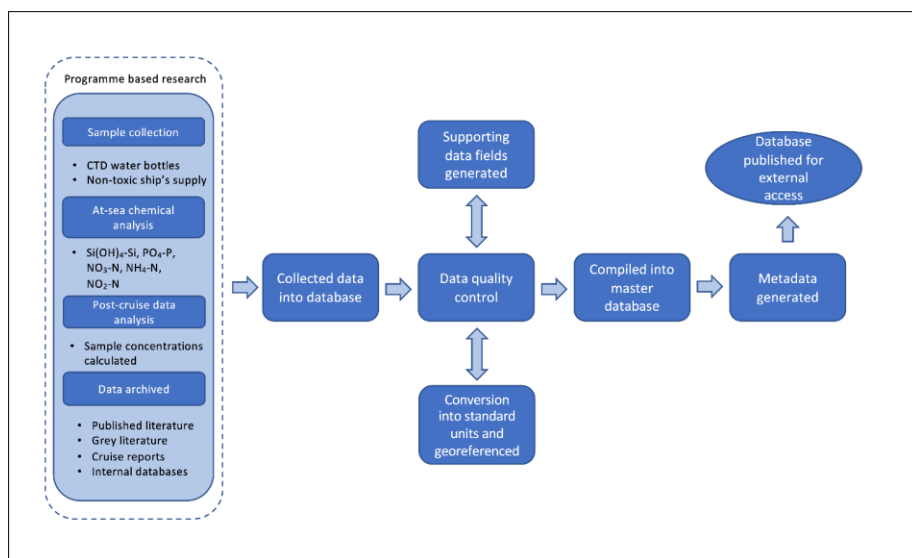 Programme based research
Sample collection
• CTD water bottles
• Non-toxic ship's supply
At-sea chemical
analysis
• Si(OH)₄-Si, PO₄-P,
NO₃-N, NH₄-N,
NO₂-N
Post-cruise data
analysis
• Sample concentrations
calculated
Data archived
• Published literature
• Grey literature
• Cruise reports
• Internal databases
Collected data
into database
Supporting
data fields
generated
Data quality
control
Conversion
into standard
units and
georeferenced
Compiled into
master
database
Metadata
generated
Database
published for
external
access